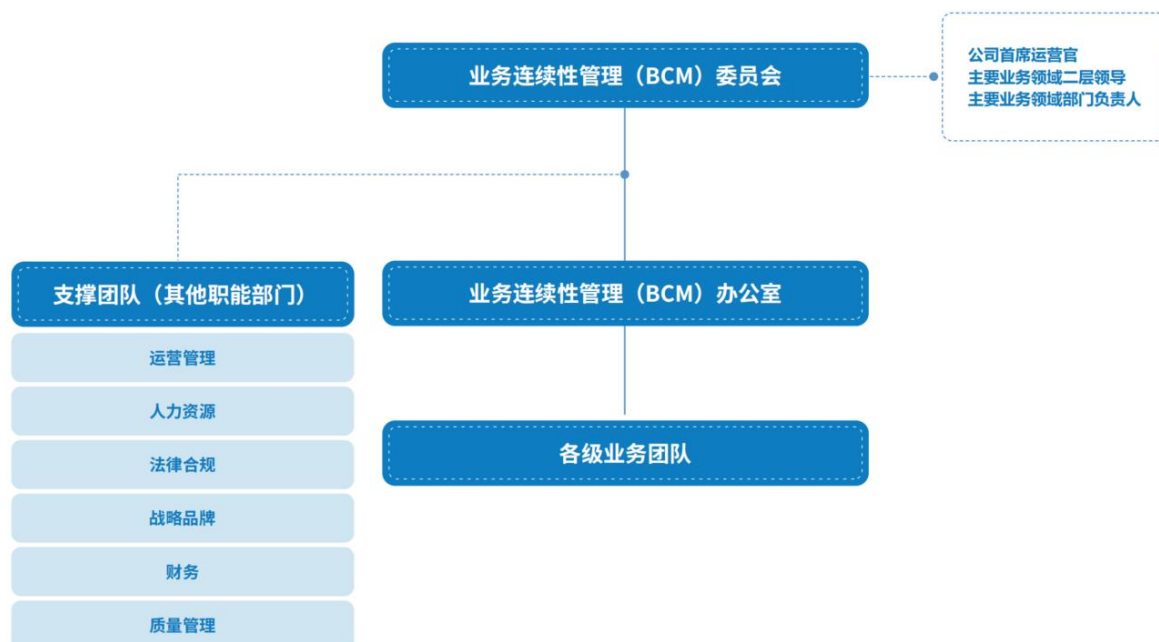 业务连续性管理（BCM）委员会
公司首席运营官
主要业务领域二层领导
主要业务领域部门负责人
支撑团队（其他职能部门）
运营管理
人力资源
法律合规
战略品牌
财务
质量管理
业务连续性管理（BCM）办公室
各级业务团队